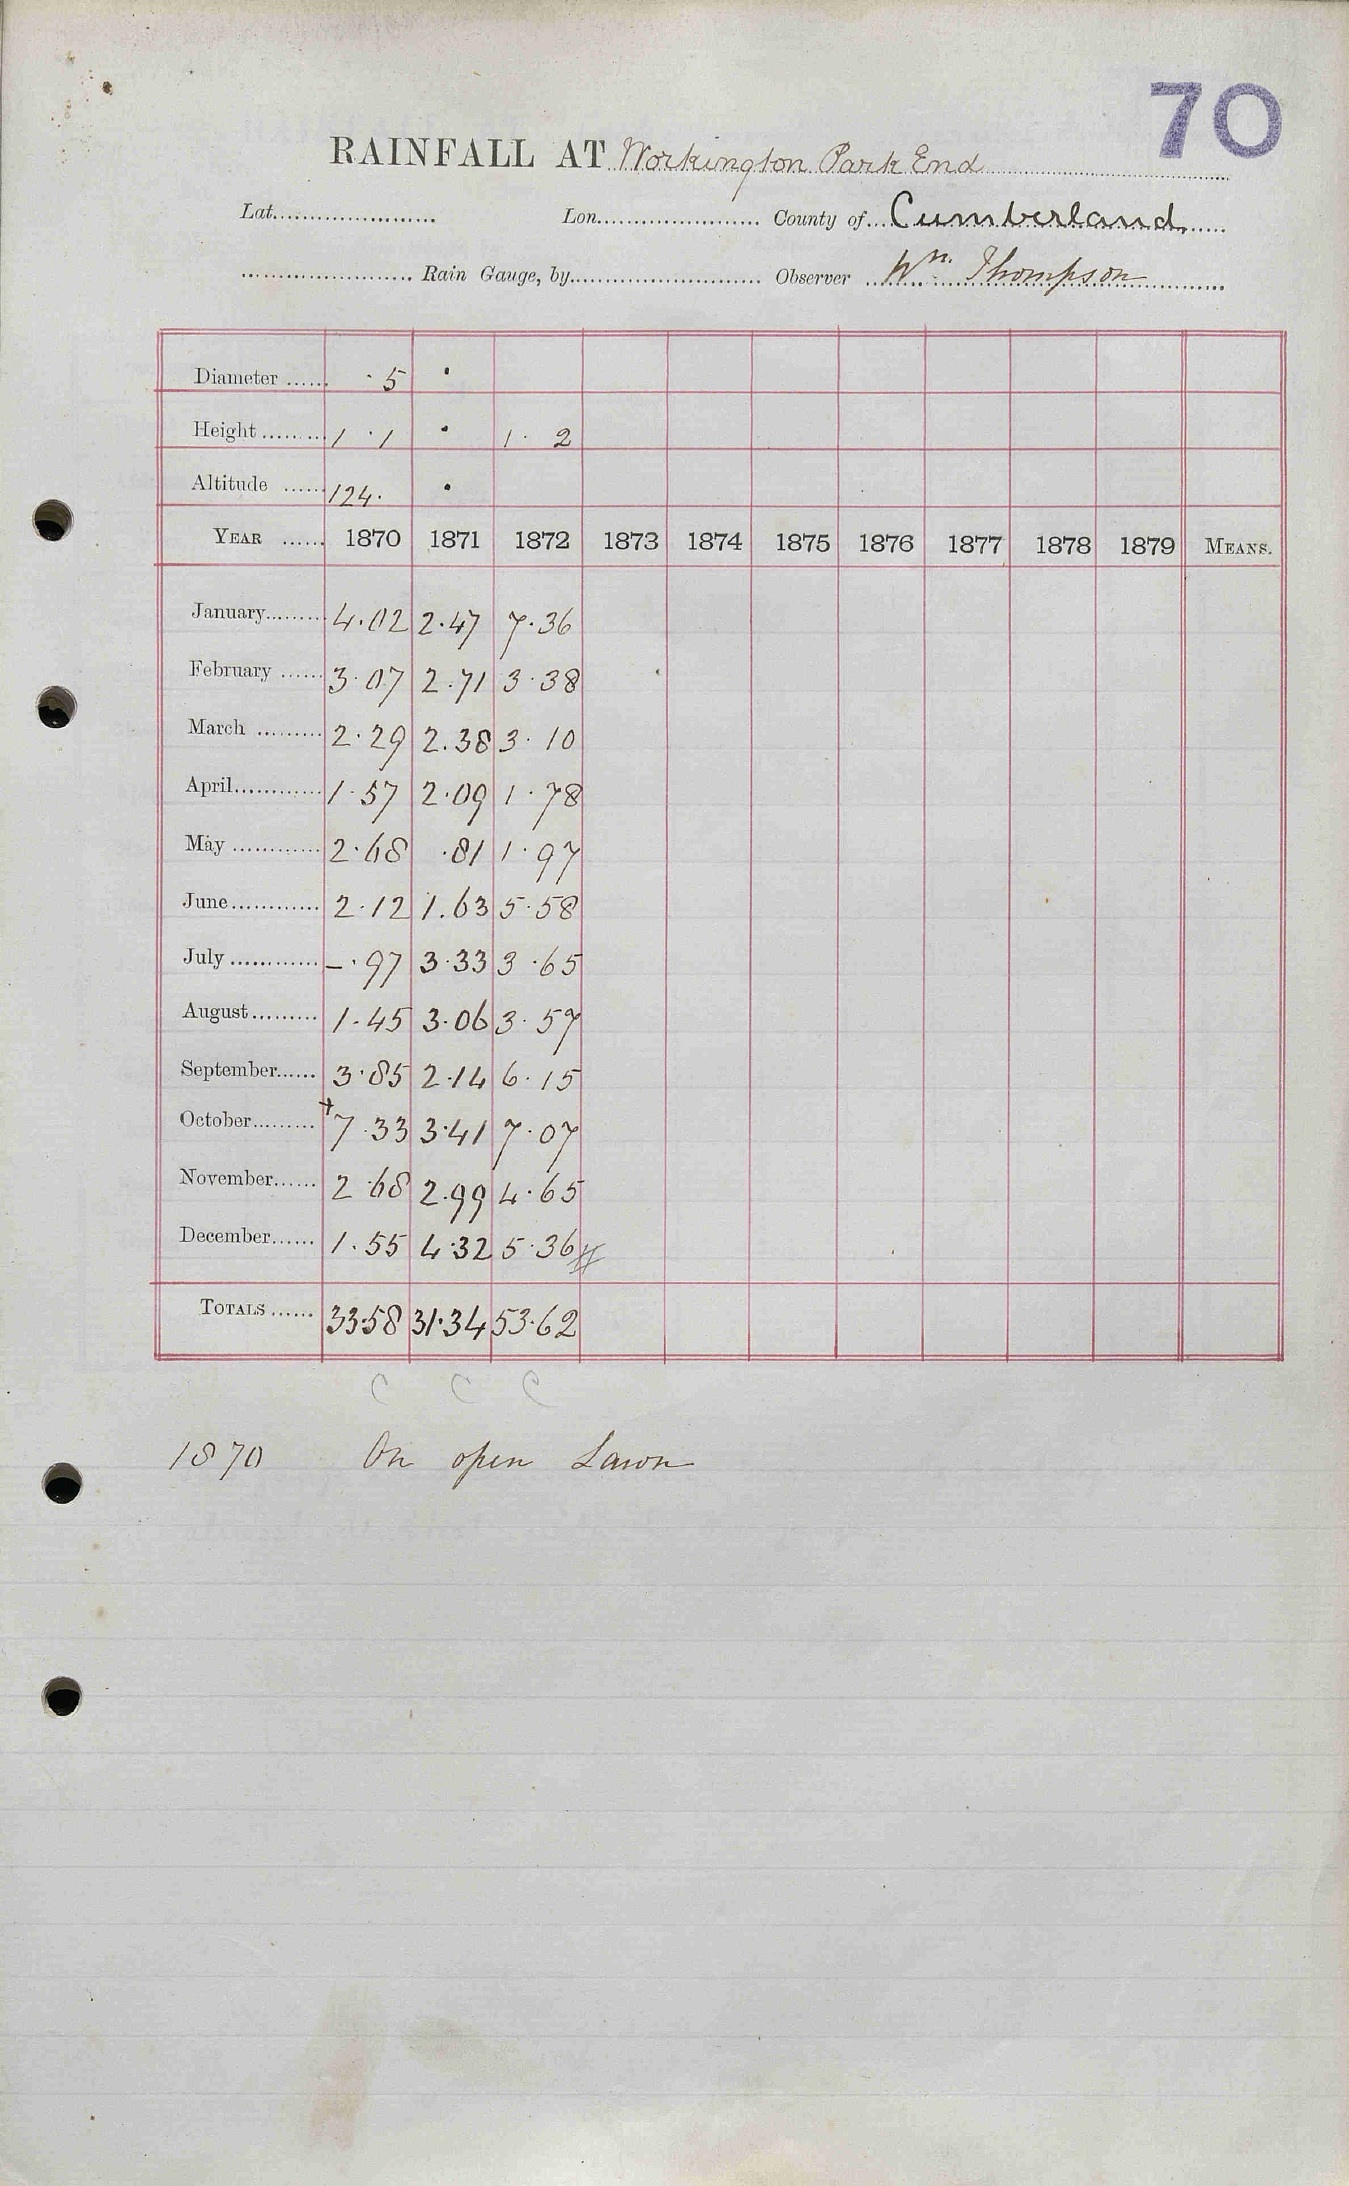 70
RAINFALL AT Workington Park End
Lat. Lon. County of Cumberland.
Rain Gauge, by Observer Wm. Thompson
Diameter ...... ·5 ·
Height ......... 1·1 · 1·2
Altitude ...... 124· ·
YEAR ...... 1870 1871 1872 1873 1874 1875 1876 1877 1878 1879 MEANS.
January......... 4.02 2.47 7.36
February ...... 3.07 2.71 3.38
March ......... 2.29 2.38 3.10
April............ 1.57 2.09 1.78
May ............ 2.68 .81 1.97
June............ 2.12 1.63 5.58
July ............ –.97 3.33 3.65
August......... 1.45 3.06 3.57
September...... 3.85 2.14 6.15
October......... +7.33 3.41 7.07
November...... 2.68 2.99 4.65
December...... 1.55 4.32 5.36 #
TOTALS ...... 33.58 31.34 53.62
C C C
1870 On open Lawn